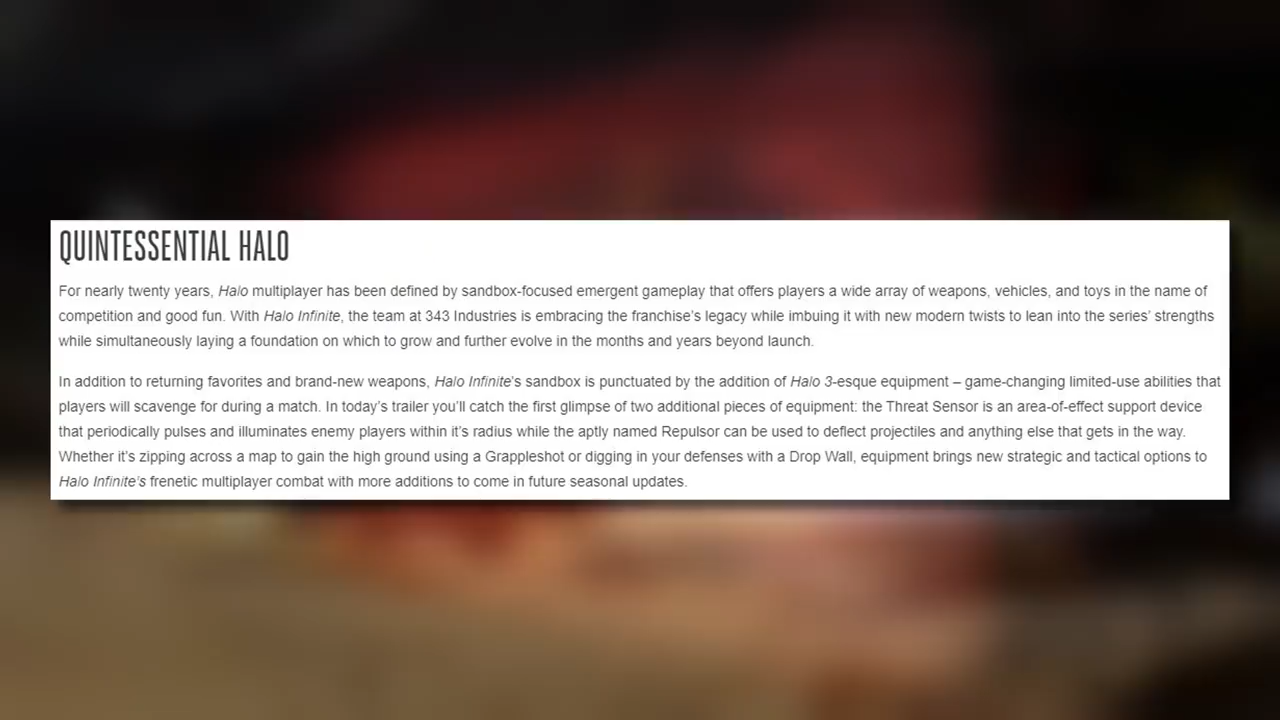 QUINTESSENTIAL HALO
For nearly twenty years, Halo multiplayer has been defined by sandbox-focused emergent gameplay that offers players a wide array of weapons, vehicles, and toys in the name of
competition and good fun. With Halo Infinite, the team at 343 Industries is embracing the franchise's legacy while imbuing it with new modern twists to lean into the series' strengths
while simultaneously laying a foundation on which to grow and further evolve in the months and years beyond launch.
In addition to returning favorites and brand-new weapons, Halo Infinite's sandbox is punctuated by the addition of Halo 3-esque equipment – game-changing limited-use abilities that
players will scavenge for during a match. In today's trailer you'll catch the first glimpse of two additional pieces of equipment: the Threat Sensor is an area-of-effect support device
that periodically pulses and illuminates enemy players within it's radius while the aptly named Repulsor can be used to deflect projectiles and anything else that gets in the way.
Whether it's zipping across a map to gain the high ground using a Grappleshot or digging in your defenses with a Drop Wall, equipment brings new strategic and tactical options to
Halo Infinite's frenetic multiplayer combat with more additions to come in future seasonal updates.